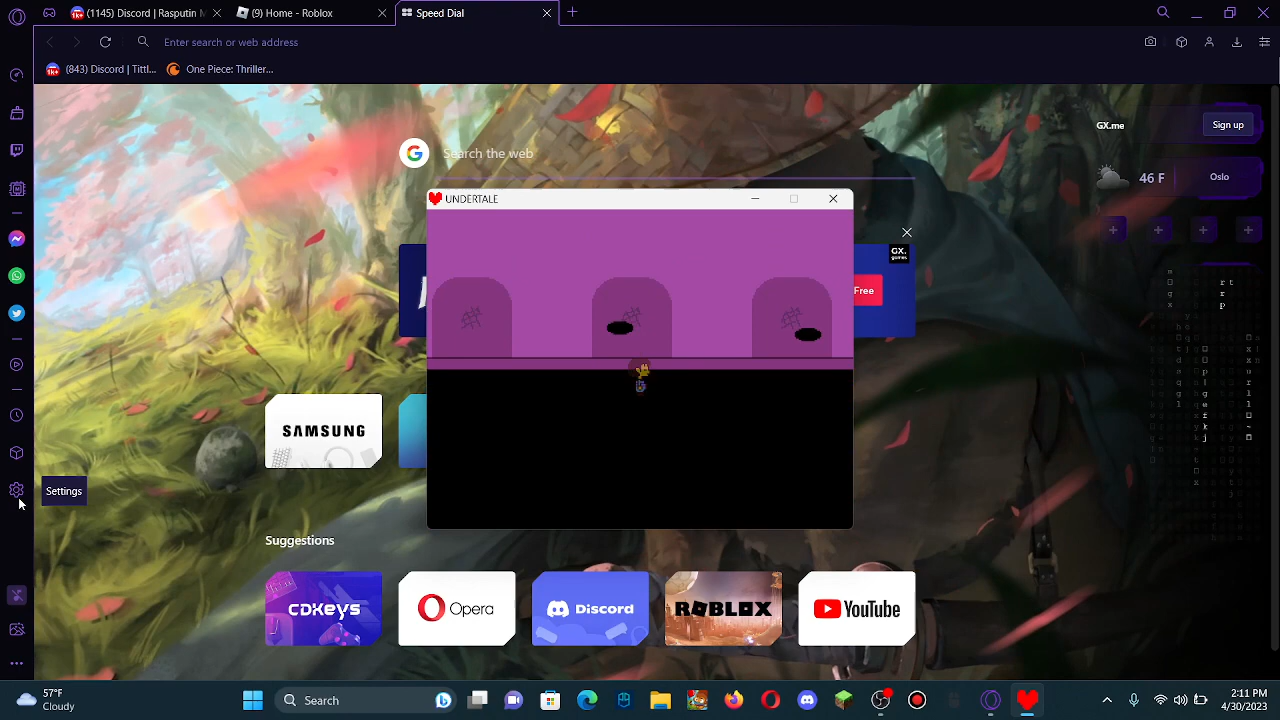 (1145) Discord | Rasputin M
(9) Home - Roblox
Speed Dial
Enter search or web address
(843) Discord | Tittl...
One Piece: Thriller...
GX.me
Sign up
Search the web
46 F
Oslo
UNDERTALE
GX.games
Free
SAMSUNG
Settings
Suggestions
CDKEYS
Opera
Discord
ROBLOX
YouTube
57°F
Cloudy
Search
2:11 PM
4/30/2023